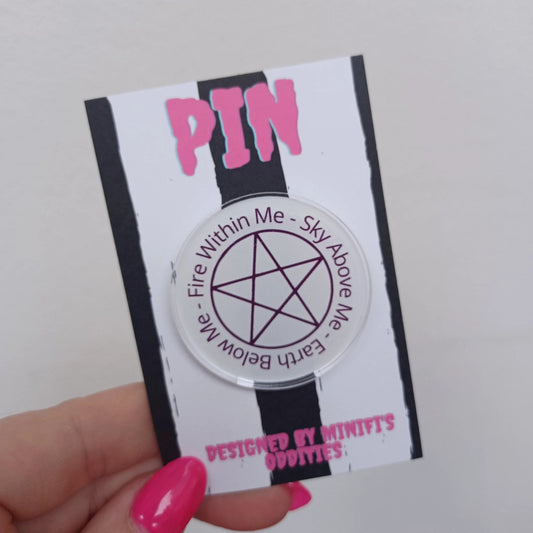 PIN
Fire Within Me - Sky Above Me - Earth Below Me -
DESIGNED BY MINIFI'S
ODDITIES